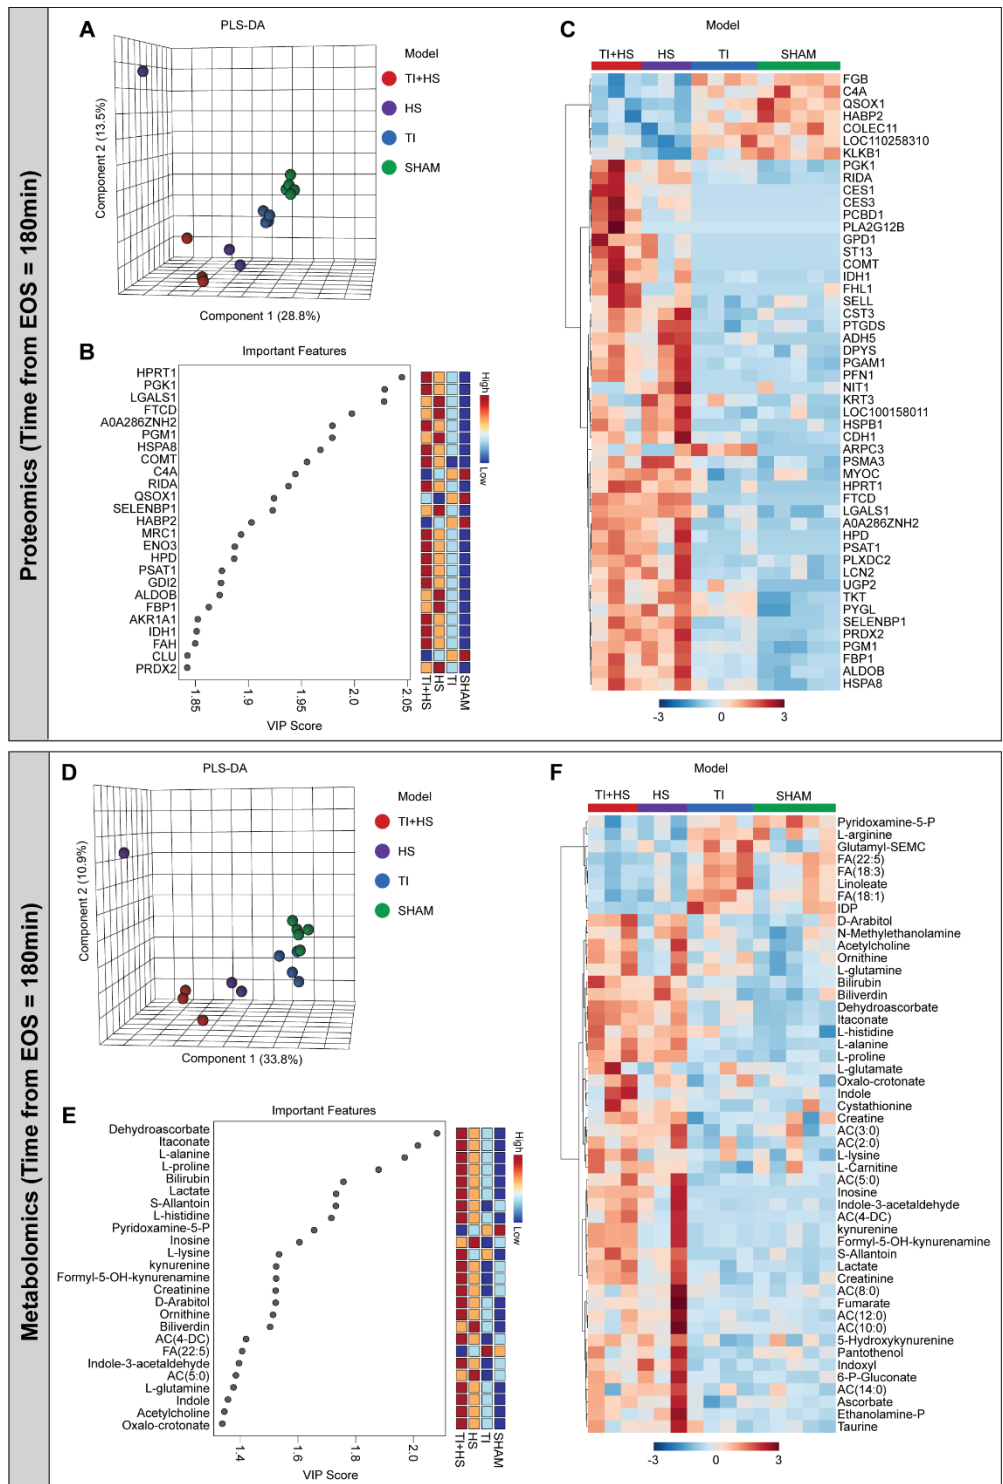 Proteomics (Time from EOS = 180min)
A
PLS-DA
Model
TI+HS
HS
TI
SHAM
Component 2 (13.5%)
Component 1 (28.8%)
B
Important Features
HPRT1
PGK1
LGALS1
FTCD
A0A286ZNH2
PGM1
HSPA8
COMT
C4A
RIDA
QSOX1
SELENBP1
HABP2
MRC1
ENO3
HPD
PSAT1
GDI2
ALDOB
FBP1
AKR1A1
IDH1
FAH
CLU
PRDX2
1.85
1.9
1.95
2.0
2.05
VIP Score
TI+HS
HS
TI
SHAM
High
Low
C
Model
TI+HS
HS
TI
SHAM
FGB
C4A
QSOX1
HABP2
COLEC11
LOC110258310
KLKB1
PGK1
RIDA
CES1
CES3
PCBD1
PLA2G12B
GPD1
ST13
COMT
IDH1
FHL1
SELL
CST3
PTGDS
ADH5
DPYS
PGAM1
PFN1
NIT1
KRT3
LOC100158011
HSPB1
CDH1
ARPC3
PSMA3
MYOC
HPRT1
FTCD
LGALS1
A0A286ZNH2
HPD
PSAT1
PLXDC2
LCN2
UGP2
TKT
PYGL
SELENBP1
PRDX2
PGM1
FBP1
ALDOB
HSPA8
-3
0
3
Metabolomics (Time from EOS = 180min)
D
PLS-DA
Model
TI+HS
HS
TI
SHAM
Component 2 (10.9%)
Component 1 (33.8%)
E
Important Features
Dehydroascorbate
Itaconate
L-alanine
L-proline
Bilirubin
Lactate
S-Allantoin
L-histidine
Pyridoxamine-5-P
Inosine
L-lysine
kynurenine
Formyl-5-OH-kynurenamine
Creatinine
D-Arabitol
Ornithine
Biliverdin
AC(4-DC)
FA(22:5)
Indole-3-acetaldehyde
AC(5:0)
L-glutamine
Indole
Acetylcholine
Oxalo-crotonate
1.4
1.6
1.8
2.0
VIP Score
TI+HS
HS
TI
SHAM
High
Low
F
Model
TI+HS
HS
TI
SHAM
Pyridoxamine-5-P
L-arginine
Glutamyl-SEMC
FA(22:5)
FA(18:3)
Linoleate
FA(18:1)
IDP
D-Arabitol
N-Methylethanolamine
Acetylcholine
Ornithine
L-glutamine
Bilirubin
Biliverdin
Dehydroascorbate
Itaconate
L-histidine
L-alanine
L-proline
L-glutamate
Oxalo-crotonate
Indole
Cystathionine
Creatine
AC(3:0)
AC(2:0)
L-lysine
L-Carnitine
AC(5:0)
Inosine
Indole-3-acetaldehyde
AC(4-DC)
kynurenine
Formyl-5-OH-kynurenamine
S-Allantoin
Lactate
Creatinine
AC(8:0)
Fumarate
AC(12:0)
AC(10:0)
5-Hydroxykynurenine
Pantothenol
Indoxyl
6-P-Gluconate
AC(14:0)
Ascorbate
Ethanolamine-P
Taurine
-3
0
3